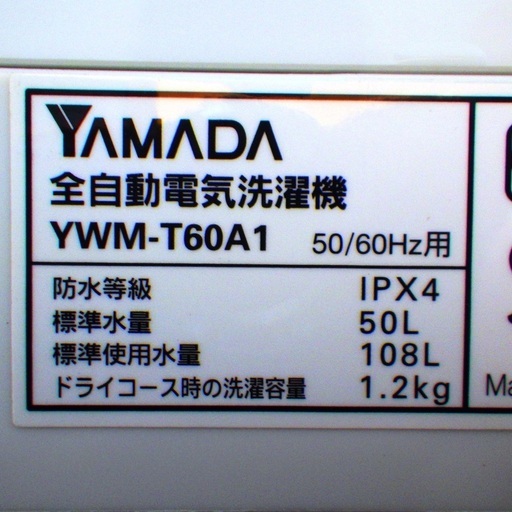 YAMADA
全自動電気洗濯機
YWM-T60A1 50/60Hz用
防水等級 IPX4
標準水量 50L
標準使用水量 108L
ドライコース時の洗濯容量 1.2kg
Ma